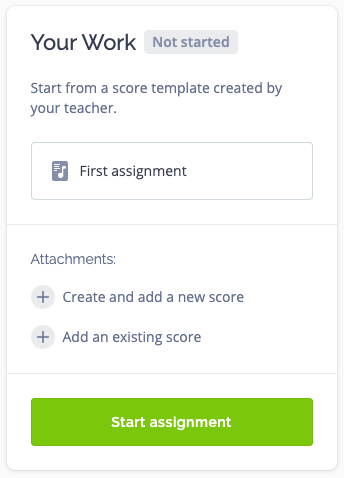 Your Work Not started
Start from a score template created by
your teacher.
First assignment
Attachments:
Create and add a new score
Add an existing score
Start assignment